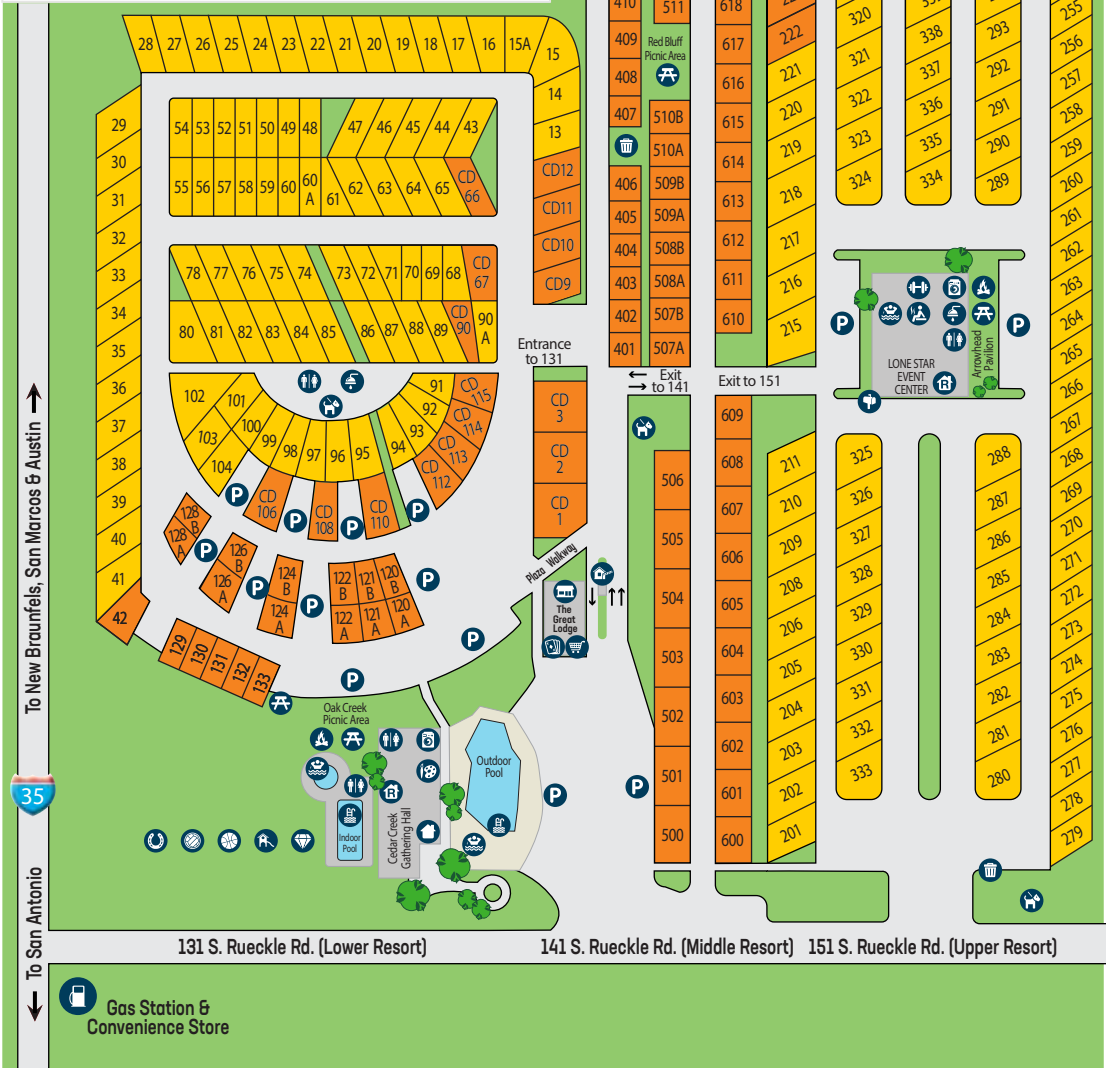 28 27 26 25 24 23 22 21 20 19 18 17 16 15A 15
14
13
CD12
CD11
CD10
CD9
29
30
31
32
33
34
35
36
37
38
39
40
41
42
54 53 52 51 50 49 48 47 46 45 44 43
55 56 57 58 59 60 60
A 61 62 63 64 65 CD
66
78 77 76 75 74 73 72 71 70 69 68 CD
67
80 81 82 83 84 85 86 87 88 89 CD
90 90
A
102 101 100 99 98 97 96 95 94 93 92 91
103
104
CD
115
CD
114
CD
113
CD
112
CD
106
CD
108
CD
110
P P P P
128
B
128
A
P
126
B
126
A
P
124
B
124
A
P
122
B
121
B
120
B
122
A
121
A
120
A
P
P
P
129 130 131 132 133
Entrance
to 131
CD
3
CD
2
CD
1
Plaza Walkway
The
Great
Lodge
410
409
408
407
406
405
404
403
402
401
511
Red Bluff
Picnic Area
510B
510A
509B
509A
508B
508A
507B
507A
Exit
to 141
506
505
504
503
502
501
500
P
P
618
617
616
615
614
613
612
611
610
Exit to 151
609
608
607
606
605
604
603
602
601
600
222
221
220
219
218
217
216
215
211
210
209
208
206
205
204
203
202
201
320
321
322
323
324
338
337
336
335
334
293
292
291
290
289
P
LONE STAR
EVENT
CENTER
R
Arrowhead
Pavilion
P
325
326
327
328
329
330
331
332
333
288
287
286
285
284
283
282
281
280
255
256
257
258
259
260
261
262
263
264
265
266
267
268
269
270
271
272
273
274
275
276
277
278
279
Oak Creek
Picnic Area
R
Indoor
Pool
Cedar Creek
Gathering Hall
Outdoor
Pool
To New Braunfels, San Marcos & Austin
35
To San Antonio
131 S. Rueckle Rd. (Lower Resort)
141 S. Rueckle Rd. (Middle Resort)
151 S. Rueckle Rd. (Upper Resort)
Gas Station &
Convenience Store